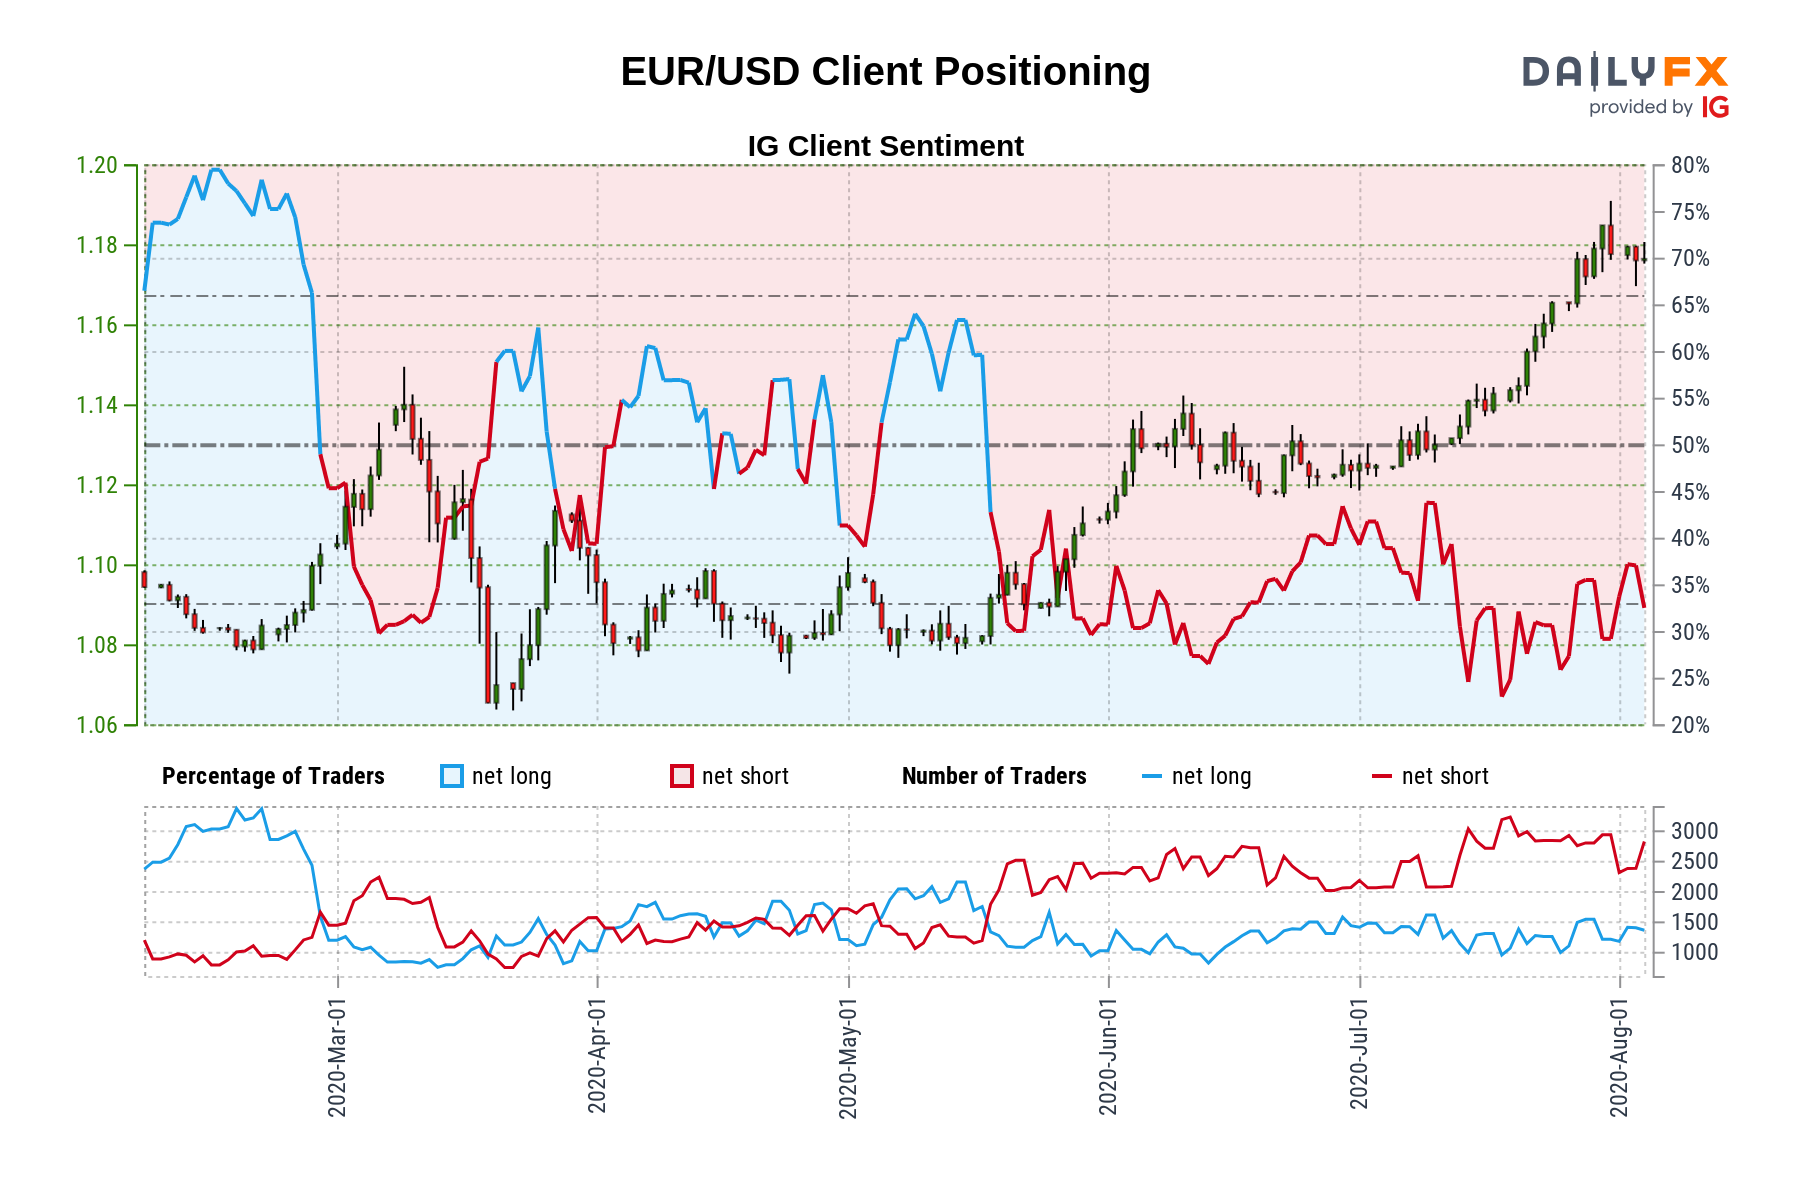 EUR/USD Client Positioning
DAILYFX
provided by IG
IG Client Sentiment
1.20
1.18
1.16
1.14
1.12
1.10
1.08
1.06
80%
75%
70%
65%
60%
55%
50%
45%
40%
35%
30%
25%
20%
Percentage of Traders net long net short Number of Traders net long net short
3000
2500
2000
1500
1000
2020-Mar-01
2020-Apr-01
2020-May-01
2020-Jun-01
2020-Jul-01
2020-Aug-01